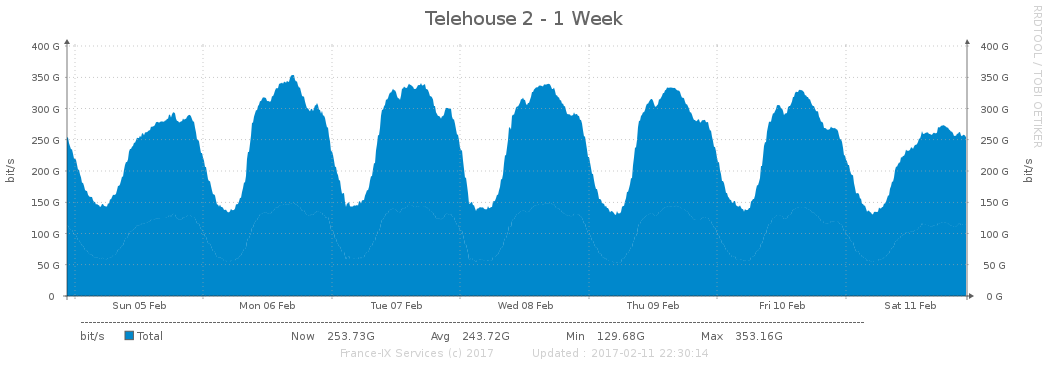 Telehouse 2 - 1 Week
RRDTOOL / TOBI OETIKER
bit/s
400 G 400 G
350 G 350 G
300 G 300 G
250 G 250 G
200 G 200 G
150 G 150 G
100 G 100 G
50 G 50 G
0 0 G
bit/s
Sun 05 Feb Mon 06 Feb Tue 07 Feb Wed 08 Feb Thu 09 Feb Fri 10 Feb Sat 11 Feb
bit/s Total Now 253.73G Avg 243.72G Min 129.68G Max 353.16G
France-IX Services (c) 2017 Updated : 2017-02-11 22:30:14